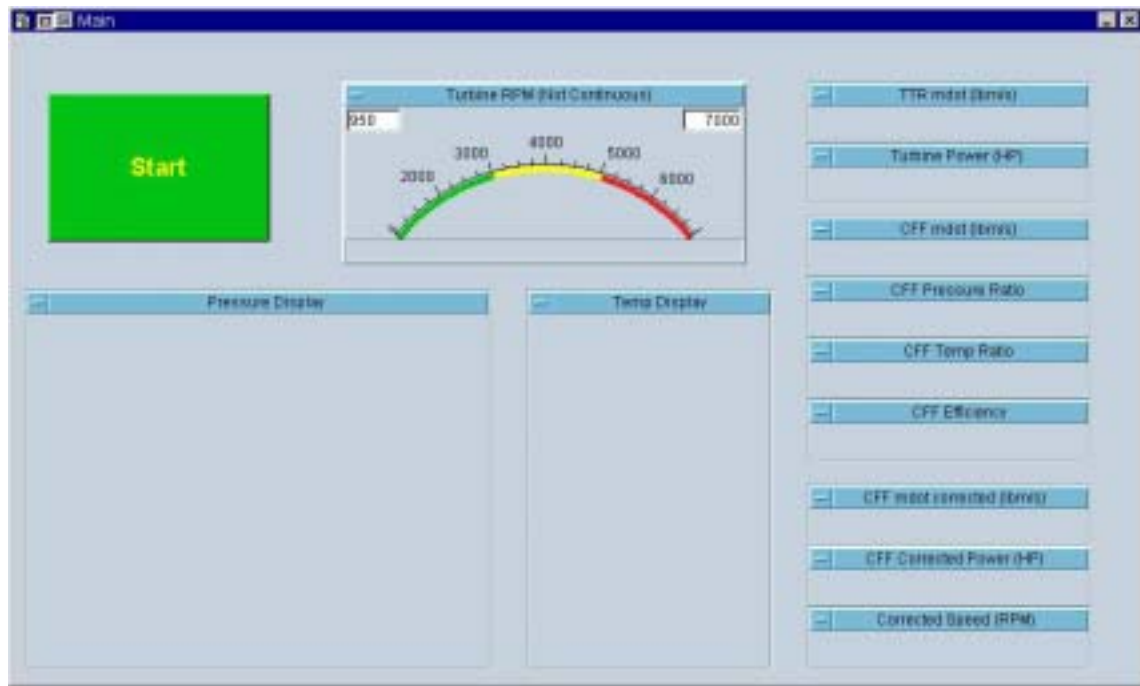 Main
Start
Turbine RPM (Not Continuous)
950
7000
2000
3000
4000
5000
6000
TTR mdot (lbm/s)
Turbine Power (HP)
CFF mdot (lbm/s)
CFF Pressure Ratio
CFF Temp Ratio
CFF Efficiency
CFF mdot corrected (lbm/s)
CFF Corrected Power (HP)
Corrected Speed (RPM)
Pressure Display
Temp Display